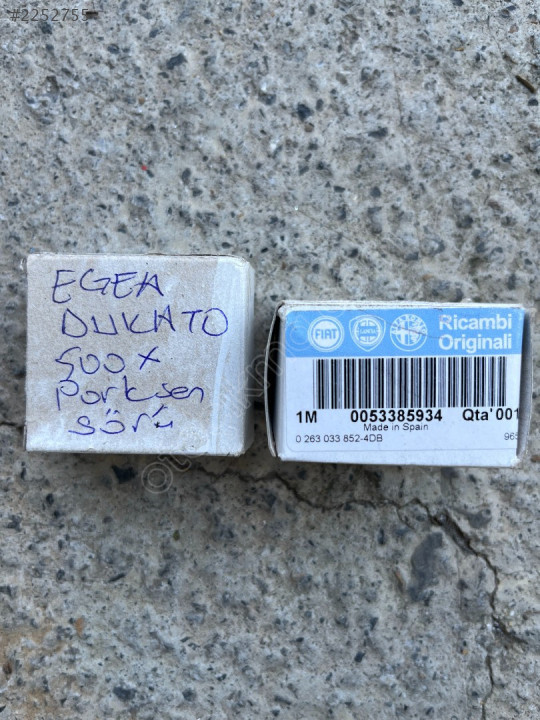 #2252755
EGEA
DUKATO
500x
Porksen
sörü
FIAT
Ricambi
Originali
1M 0053385934 Qta'001
Made in Spain
0 263 033 852-4DB